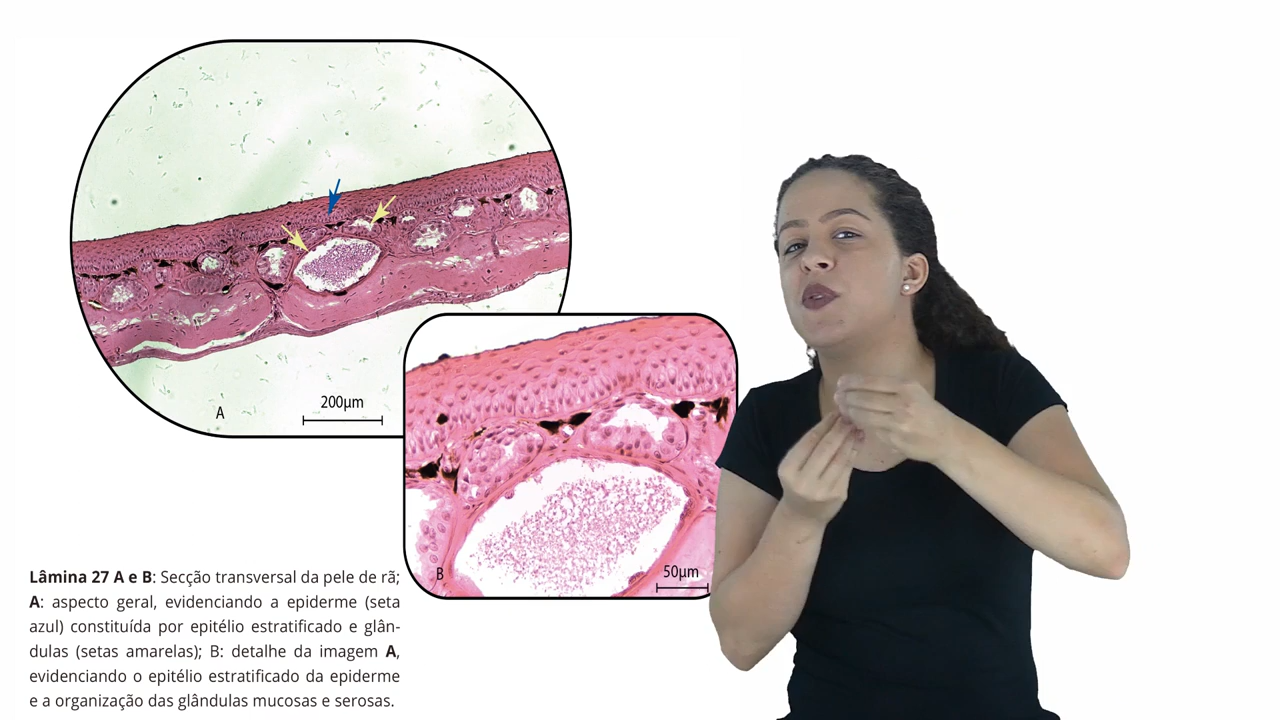 A
200µm
B
50µm
Lâmina 27 A e B: Secção transversal da pele de rã;
A: aspecto geral, evidenciando a epiderme (seta
azul) constituída por epitélio estratificado e glân-
dulas (setas amarelas); B: detalhe da imagem A,
evidenciando o epitélio estratificado da epiderme
e a organização das glândulas mucosas e serosas.